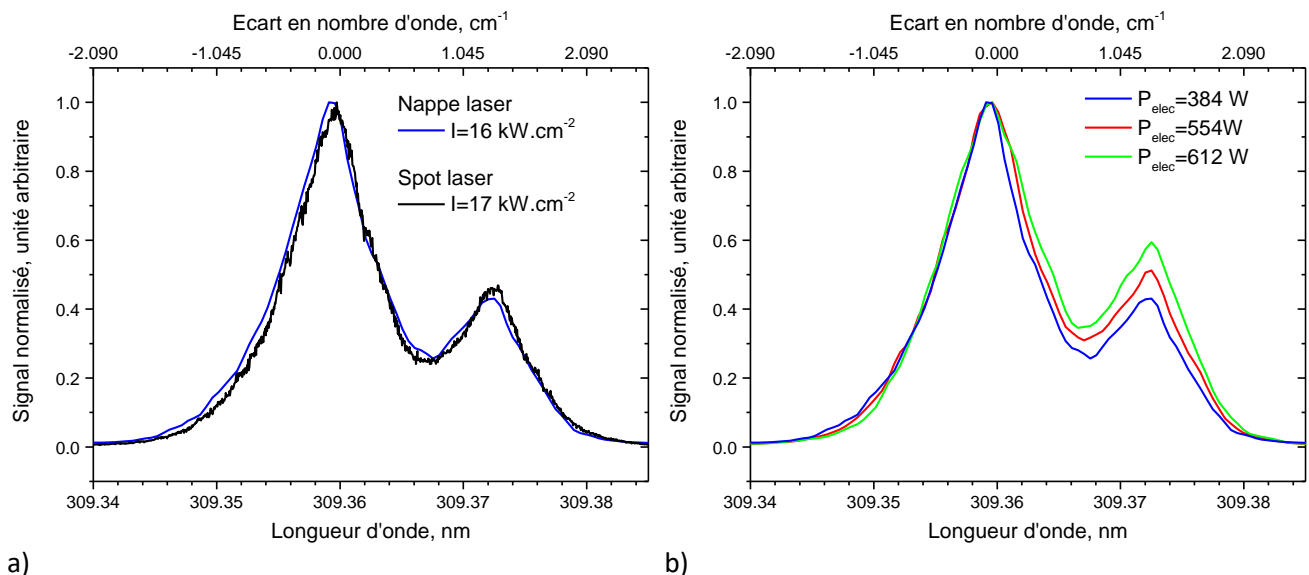 Ecart en nombre d'onde, cm-1
-2.090 -1.045 0.000 1.045 2.090
Signal normalisé, unité arbitraire
1.0
0.8
0.6
0.4
0.2
0.0
Nappe laser
I=16 kW.cm-2
Spot laser
I=17 kW.cm-2
309.34 309.35 309.36 309.37 309.38
Longueur d'onde, nm
a)
Ecart en nombre d'onde, cm-1
-2.090 -1.045 0.000 1.045 2.090
Signal normalisé, unité arbitraire
1.0
0.8
0.6
0.4
0.2
0.0
Pelec=384 W
Pelec=554W
Pelec=612 W
309.34 309.35 309.36 309.37 309.38
Longueur d'onde, nm
b)